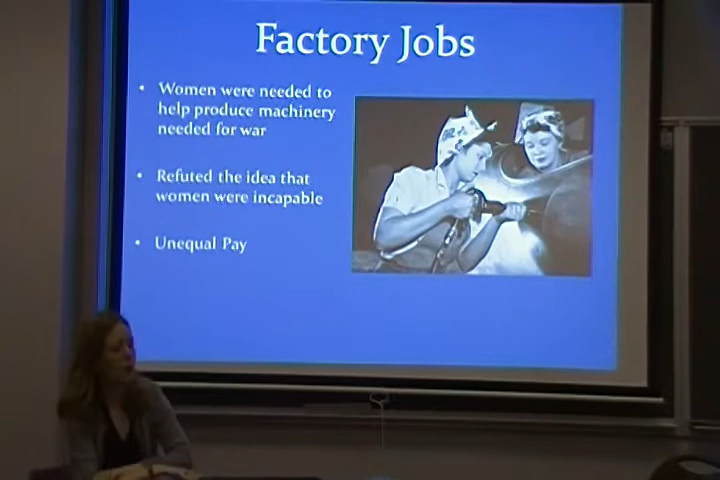 Factory Jobs
• Women were needed to
help produce machinery
needed for war
• Refuted the idea that
women were incapable
• Unequal Pay